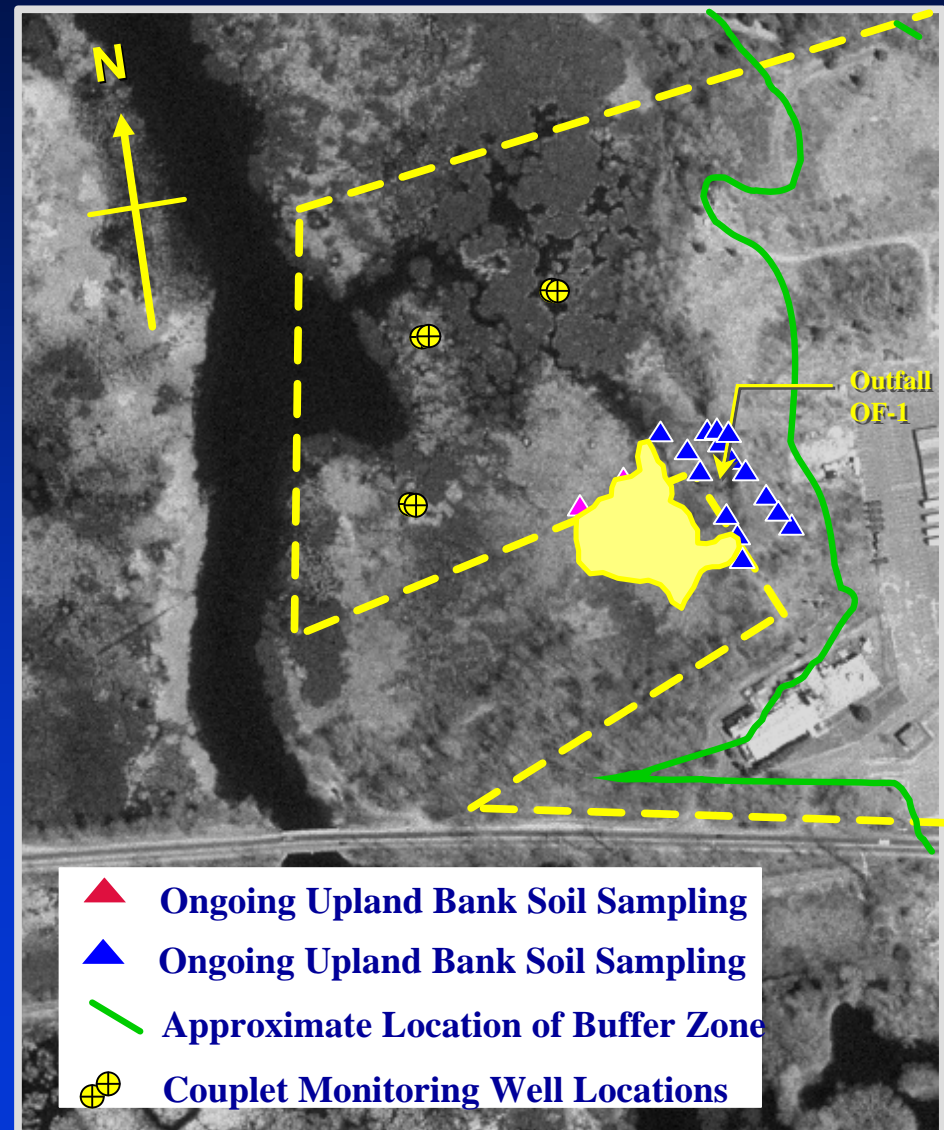 N
Outfall
OF-1
Ongoing Upland Bank Soil Sampling
Ongoing Upland Bank Soil Sampling
Approximate Location of Buffer Zone
Couplet Monitoring Well Locations